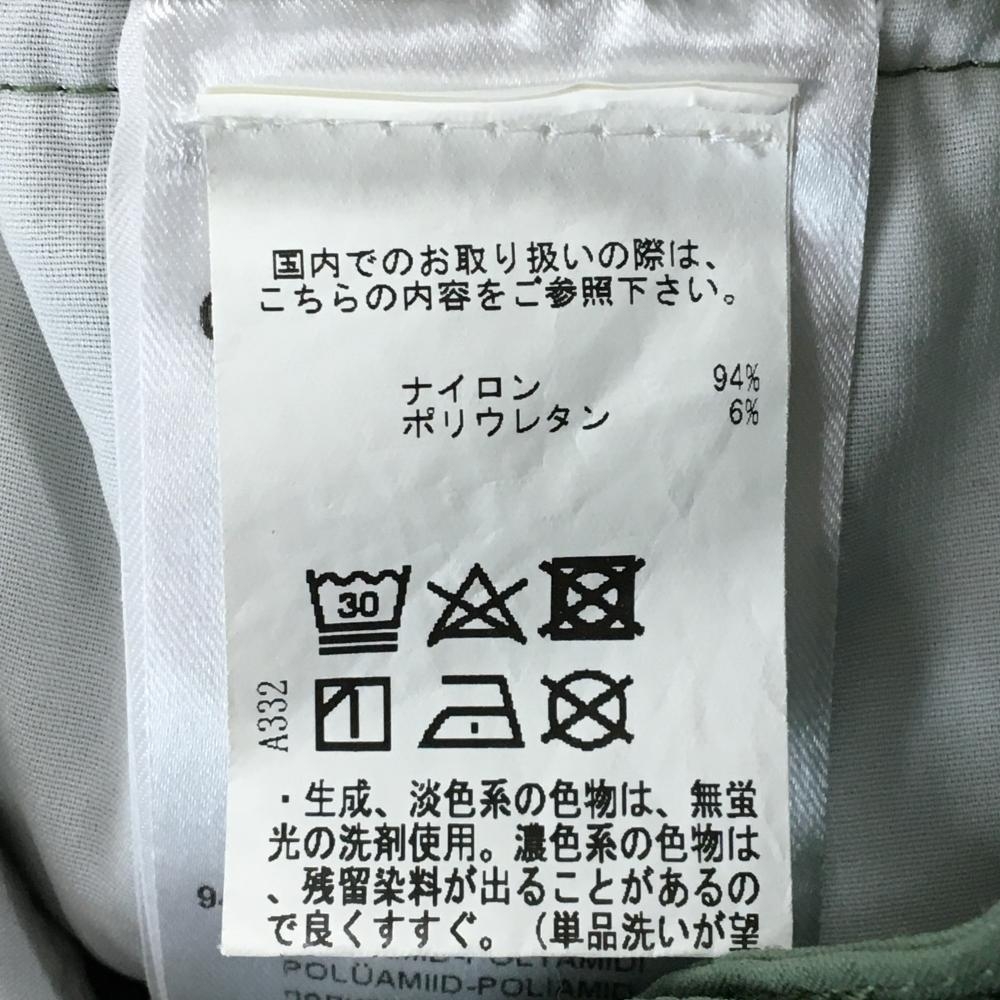 国内でのお取り扱いの際は、
こちらの内容をご参照下さい。
ナイロン 94%
ポリウレタン 6%
30
A332
・生成、淡色系の色物は、無蛍
光の洗剤使用。濃色系の色物は
、残留染料が出ることがあるの
で良くすすぐ。（単品洗いが望
POLÜAMIID-POLIAMID